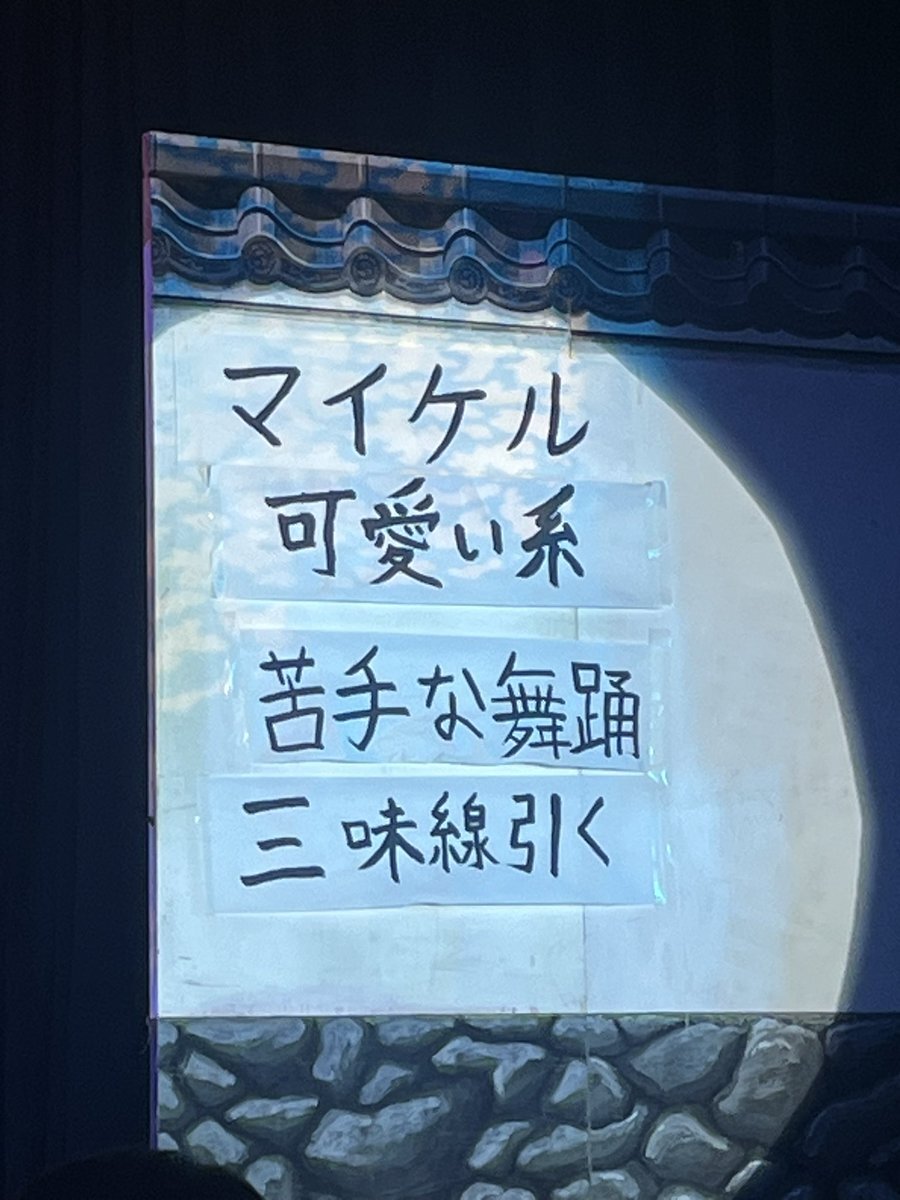 マイケル
可愛い系
苦手な舞踊
三味線引く